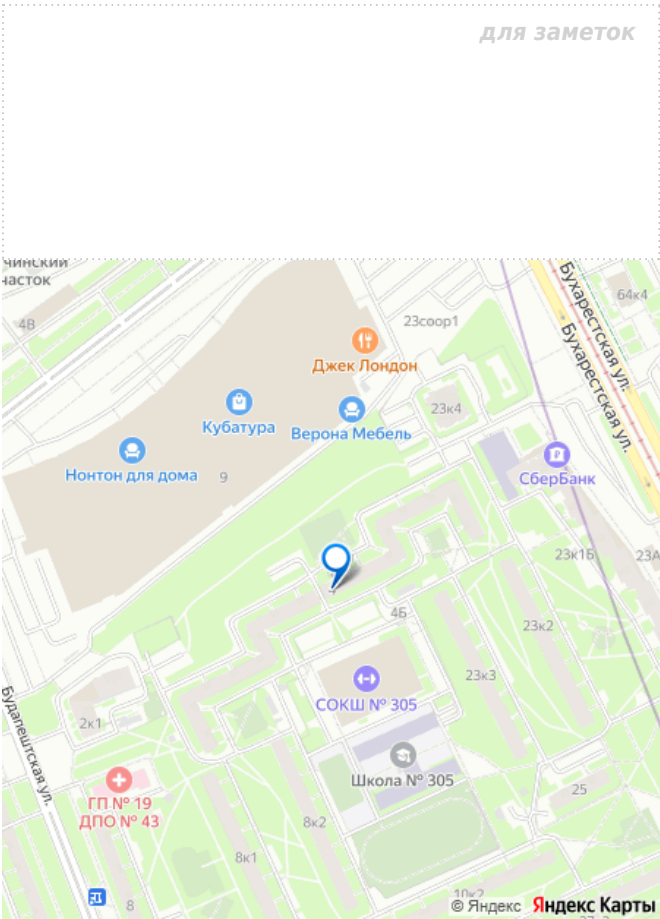 для заметок
чинский
часток
4В
64к4
Бухарестская ул.
Бухарестская ул.
23соор1
Джек Лондон
Кубатура
Верона Мебель
23к4
Нонтон для дома
9
СберБанк
23к1Б
23А
4Б
23к2
23к3
СОКШ № 305
2к1
Будапештская ул.
Школа № 305
ГП № 19
ДПО № 43
25
8к2
8к1
10к2
8
© Яндекс Яндекс Карты